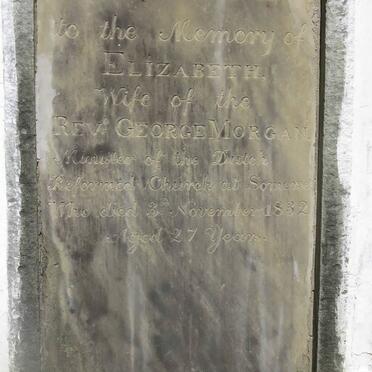 to the Memory of
ELIZABETH,
Wife of the
REVD GEORGE MORGAN
Minister of the Dutch
Reformed Church at Somerset
Who died 3rd November 1832
Aged 27 Years